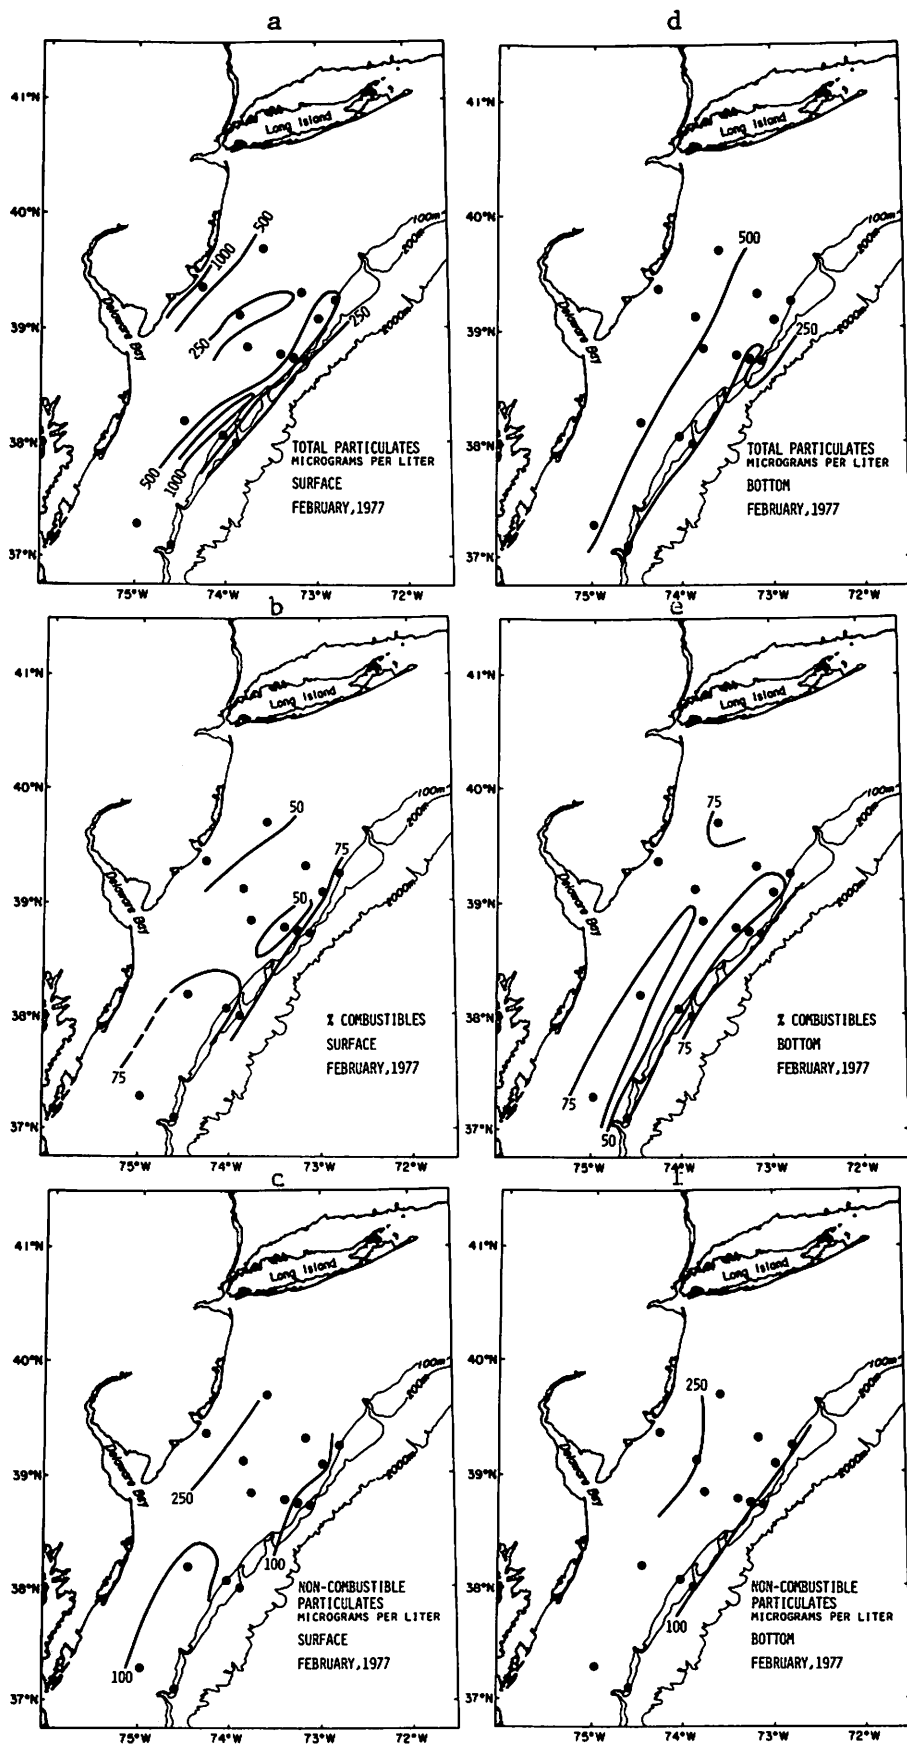 a
41°N
40°N
39°N
38°N
37°N
75°W
74°W
73°W
72°W
Long Island
Delaware Bay
100m
200m
2000m
1000
500
250
250
500
1000
TOTAL PARTICULATES
MICROGRAMS PER LITER
SURFACE
FEBRUARY, 1977
d
41°N
40°N
39°N
38°N
37°N
75°W
74°W
73°W
72°W
Long Island
Delaware Bay
100m
200m
2000m
500
250
TOTAL PARTICULATES
MICROGRAMS PER LITER
BOTTOM
FEBRUARY, 1977
b
41°N
40°N
39°N
38°N
37°N
75°W
74°W
73°W
72°W
Long Island
Delaware Bay
100m
200m
2000m
50
75
50
75
% COMBUSTIBLES
SURFACE
FEBRUARY, 1977
e
41°N
40°N
39°N
38°N
37°N
75°W
74°W
73°W
72°W
Long Island
Delaware Bay
100m
200m
2000m
75
75
75
50
% COMBUSTIBLES
BOTTOM
FEBRUARY, 1977
c
41°N
40°N
39°N
38°N
37°N
75°W
74°W
73°W
72°W
Long Island
Delaware Bay
100m
200m
2000m
250
100
100
NON-COMBUSTIBLE
PARTICULATES
MICROGRAMS PER LITER
SURFACE
FEBRUARY, 1977
f
41°N
40°N
39°N
38°N
37°N
75°W
74°W
73°W
72°W
Long Island
Delaware Bay
100m
200m
2000m
250
100
NON-COMBUSTIBLE
PARTICULATES
MICROGRAMS PER LITER
BOTTOM
FEBRUARY, 1977